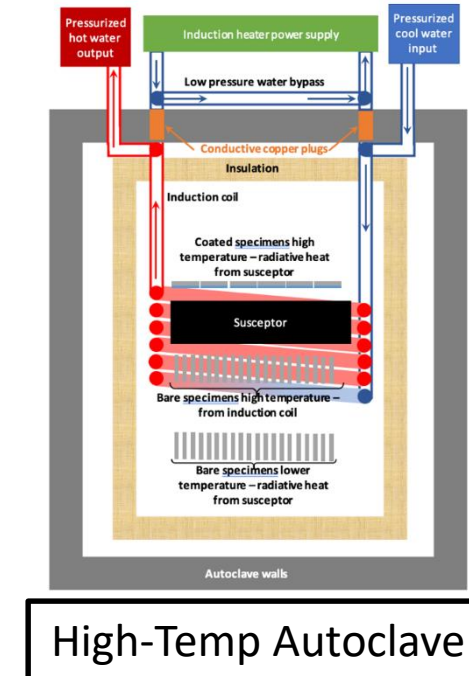 Pressurized
hot water
output
Induction heater power supply
Pressurized
cool water
input
Low pressure water bypass
Conductive copper plugs
Insulation
Induction coil
Coated specimens high
temperature – radiative heat
from susceptor
Susceptor
Bare specimens high temperature –
from induction coil
Bare specimens lower
temperature – radiative heat
from susceptor
Autoclave walls
High-Temp Autoclave